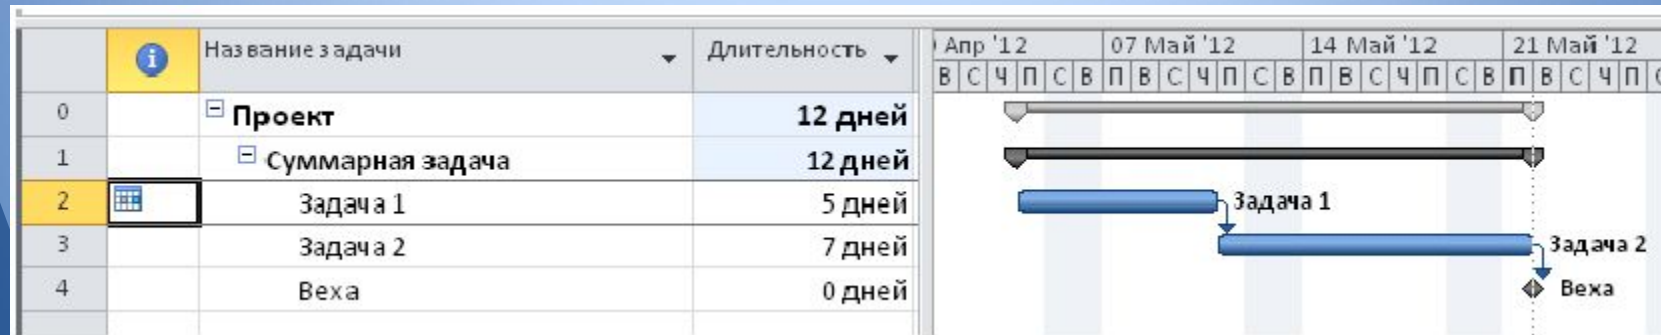 Название задачи Длительность Апр '12 07 Май '12 14 Май '12 21 Май '12
В С Ч П С В П В С Ч П С В П В С Ч П С В П В С Ч П
0 Проект 12 дней
1 Суммарная задача 12 дней
2 Задача 1 5 дней Задача 1
3 Задача 2 7 дней Задача 2
4 Веха 0 дней Веха